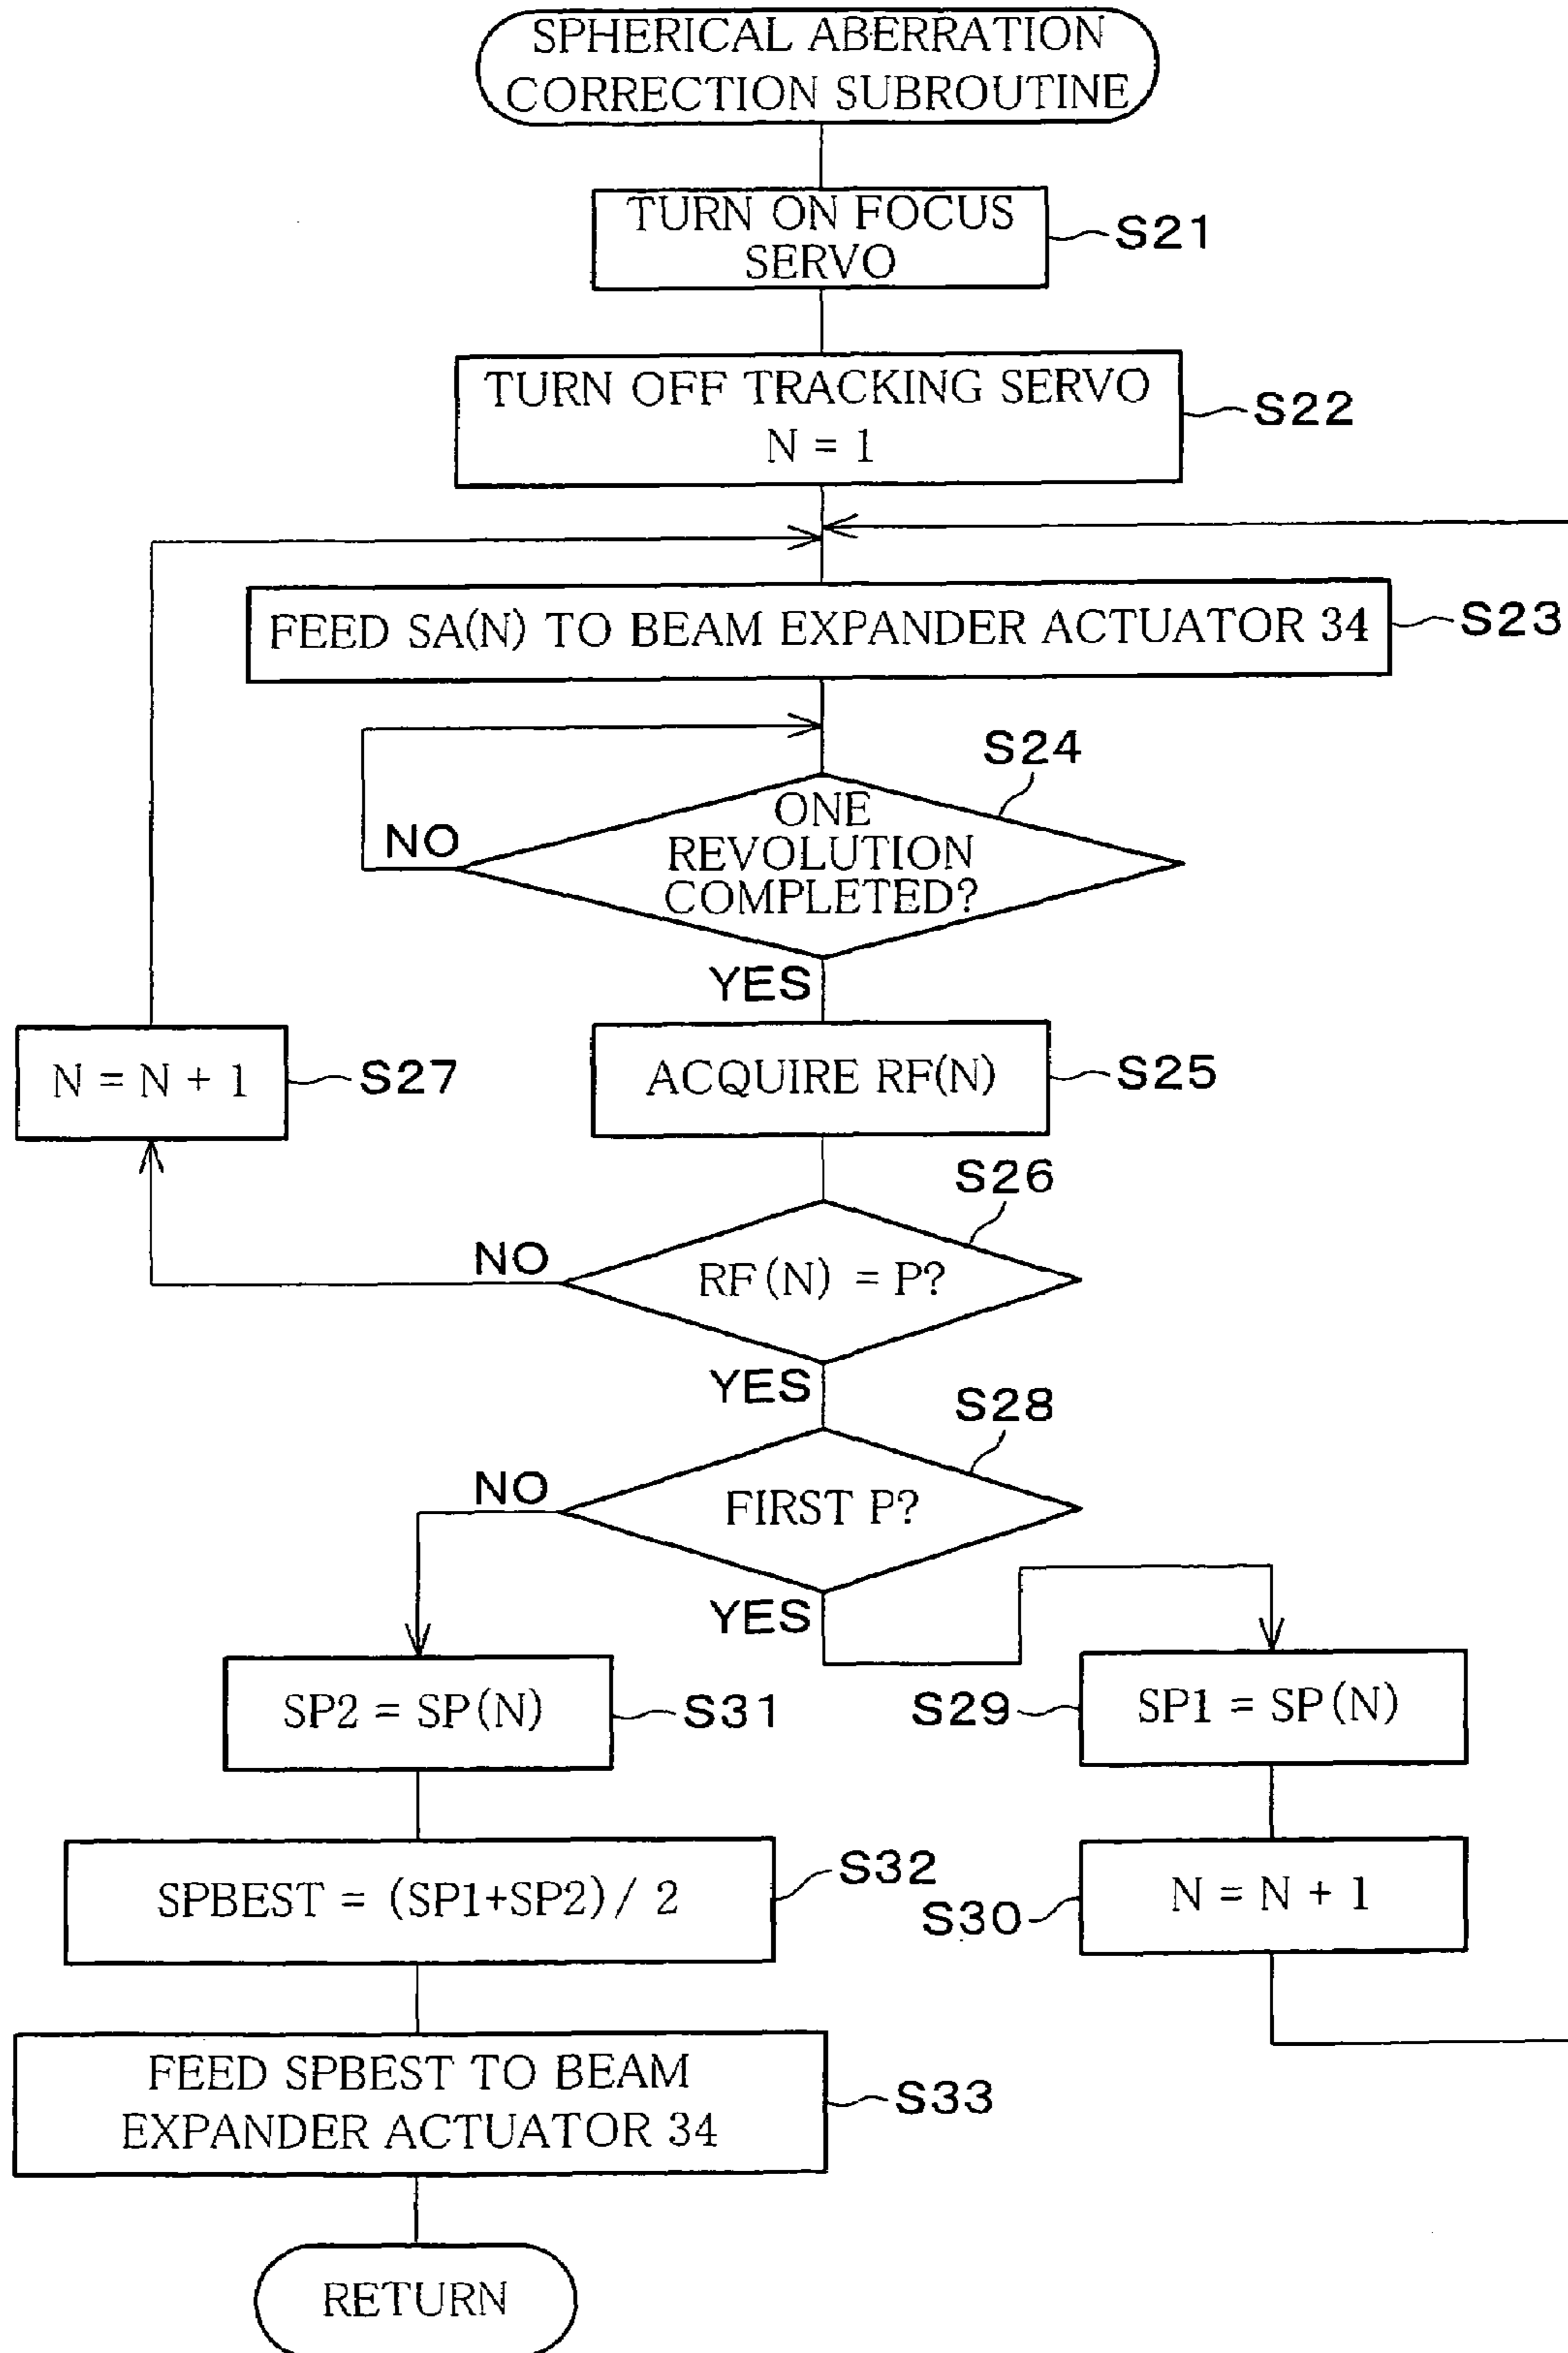 SPHERICAL ABERRATION
CORRECTION SUBROUTINE
TURN ON FOCUS
SERVO
S21
TURN OFF TRACKING SERVO
N = 1
S22
FEED SA(N) TO BEAM EXPANDER ACTUATOR 34
S23
S24
ONE
REVOLUTION
COMPLETED?
NO
YES
N = N + 1
S27
ACQUIRE RF(N)
S25
S26
RF(N) = P?
NO
YES
S28
FIRST P?
NO
YES
SP2 = SP(N)
S31
S29
SP1 = SP(N)
SPBEST = (SP1+SP2)/ 2
S32
S30
N = N + 1
FEED SPBEST TO BEAM
EXPANDER ACTUATOR 34
S33
RETURN